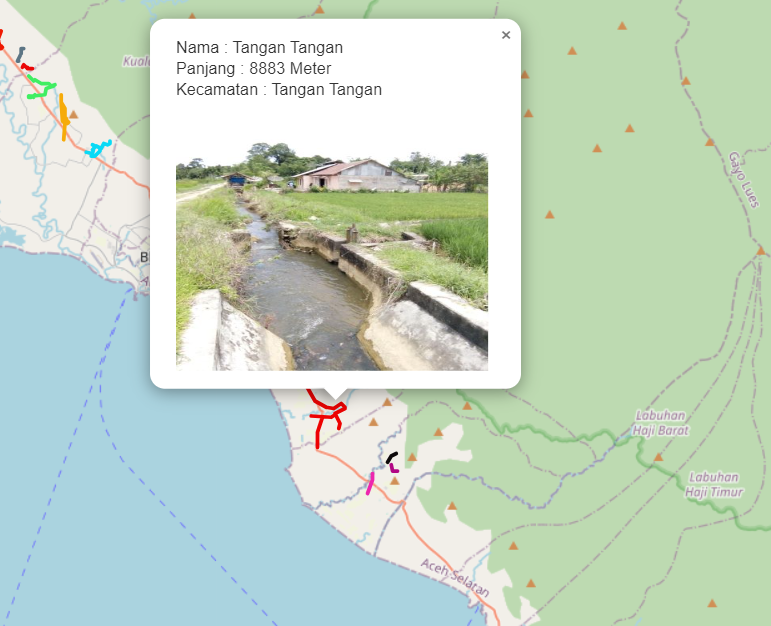 Nama : Tangan Tangan
×
Panjang : 8883 Meter
Kecamatan : Tangan Tangan
Kuala
Gayo Lues
B
A
Labuhan
Haji Barat
Labuhan
Haji Timur
Aceh Selatan